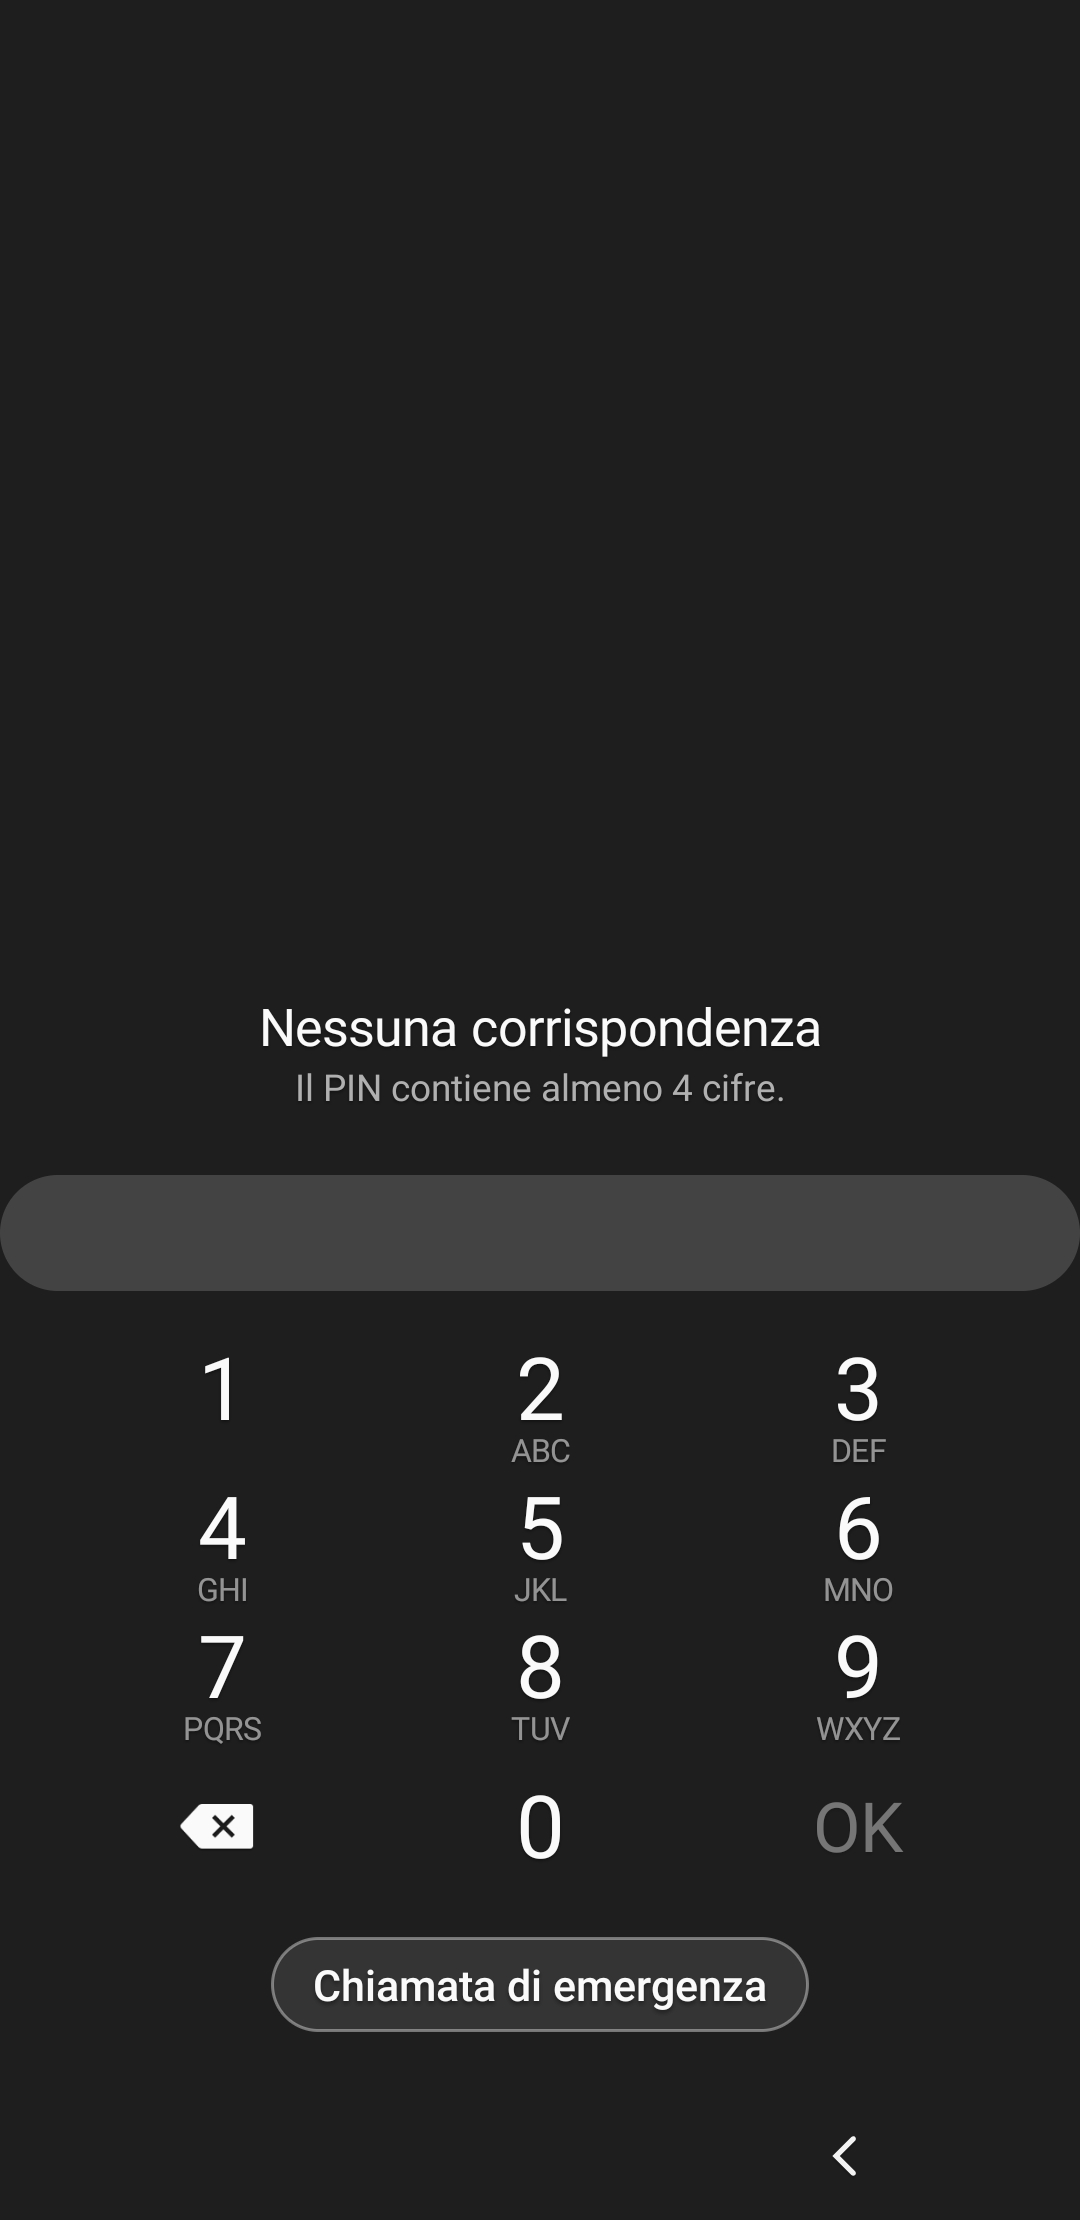 Nessuna corrispondenza
Il PIN contiene almeno 4 cifre.
1 2 3
ABC DEF
4 5 6
GHI JKL MNO
7 8 9
PQRS TUV WXYZ
0 OK
Chiamata di emergenza